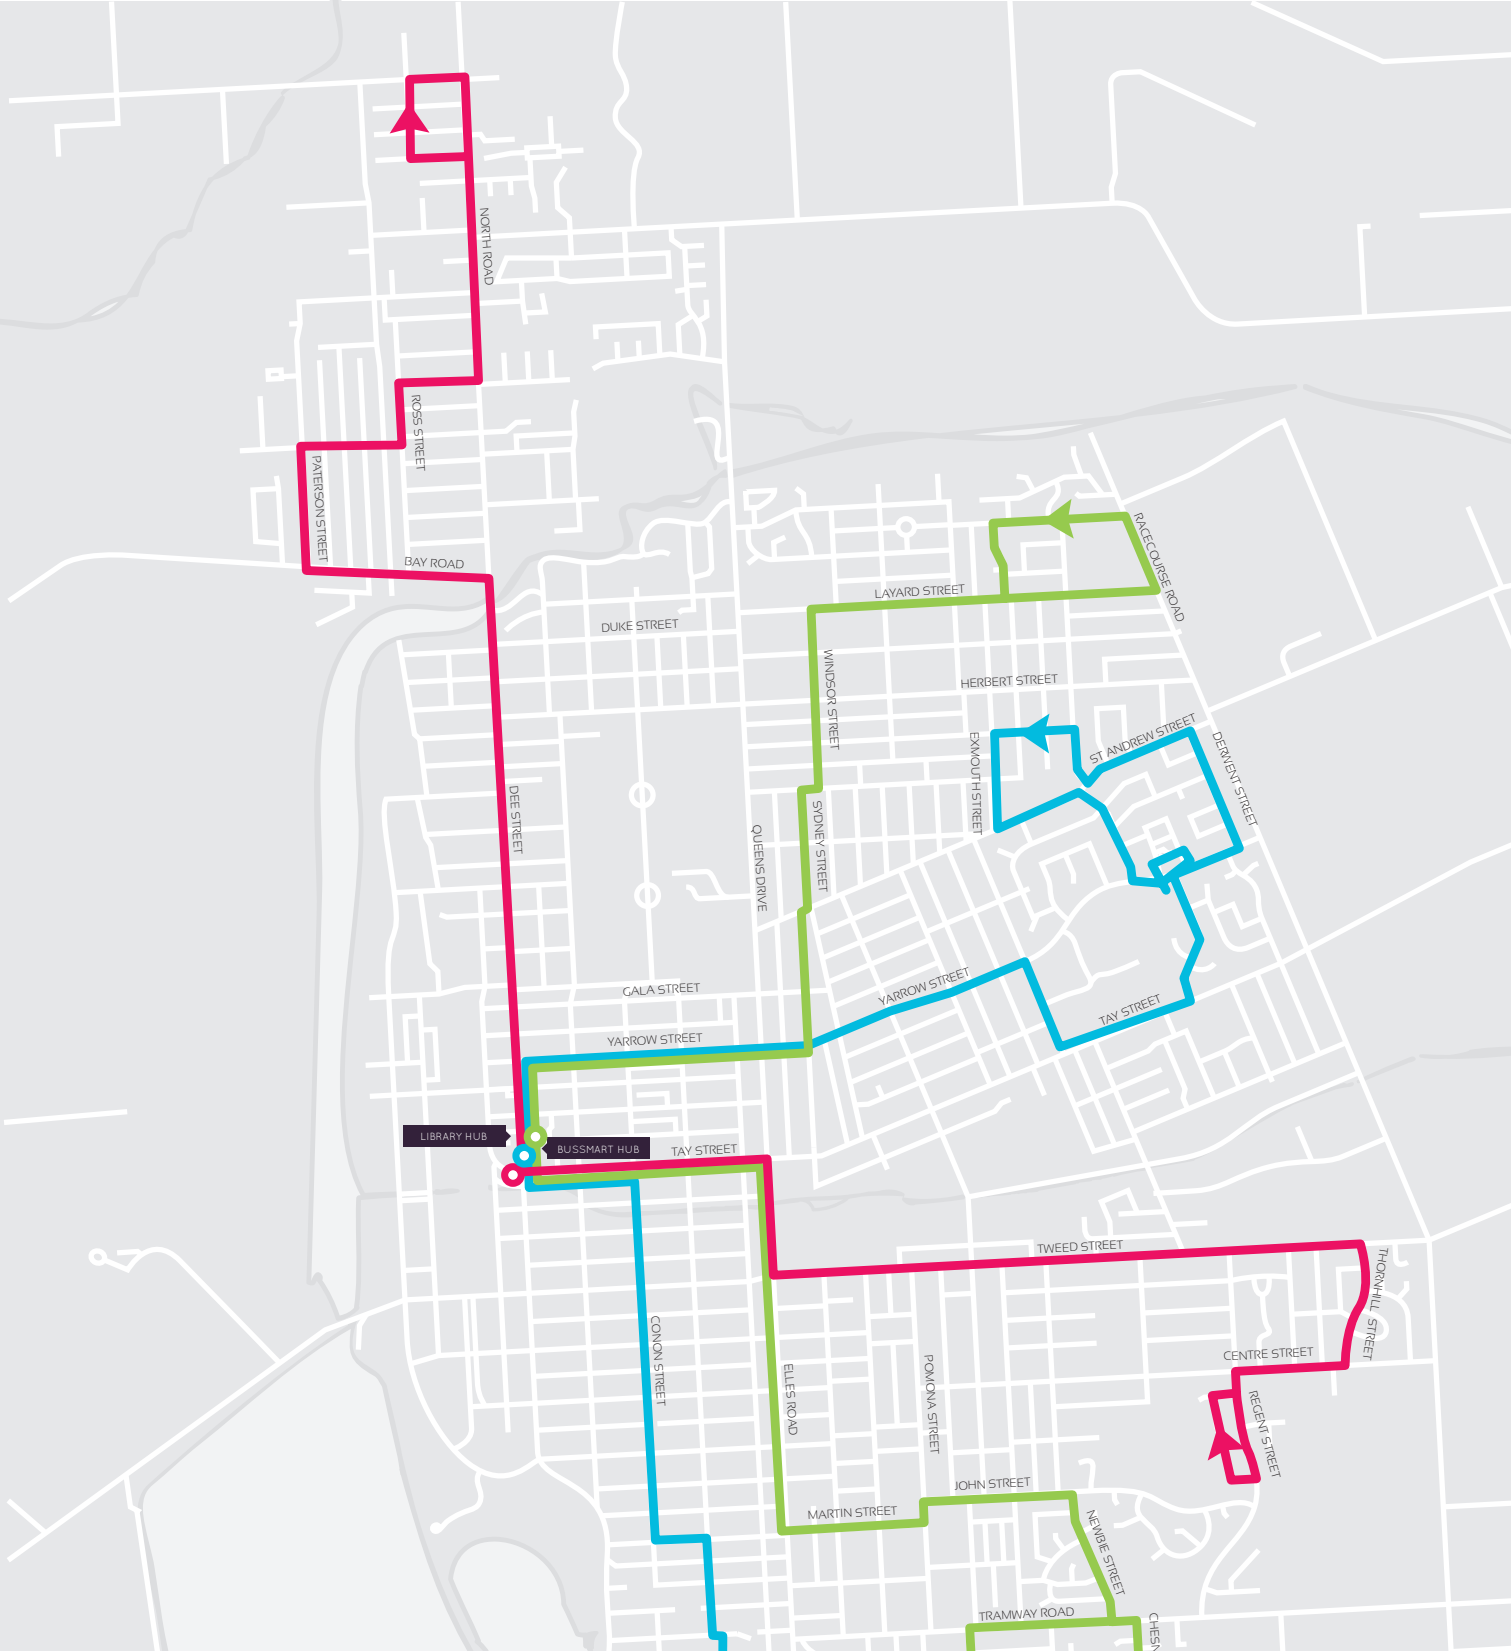 NORTH ROAD
ROSS STREET
PATERSON STREET
BAY ROAD
RACECOURSE ROAD
LAYARD STREET
DUKE STREET
WINDSOR STREET
HERBERT STREET
ST ANDREW STREET
EXMOUTH STREET
DERWENT STREET
DEE STREET
SYDNEY STREET
QUEENS DRIVE
YARROW STREET
GALA STREET
TAY STREET
YARROW STREET
LIBRARY HUB
BUSSMART HUB
TAY STREET
TWEED STREET
THORNHILL STREET
CONON STREET
CENTRE STREET
POMONA STREET
ELLES ROAD
REGENT STREET
JOHN STREET
MARTIN STREET
NEWBIE STREET
TRAMWAY ROAD
CHESN